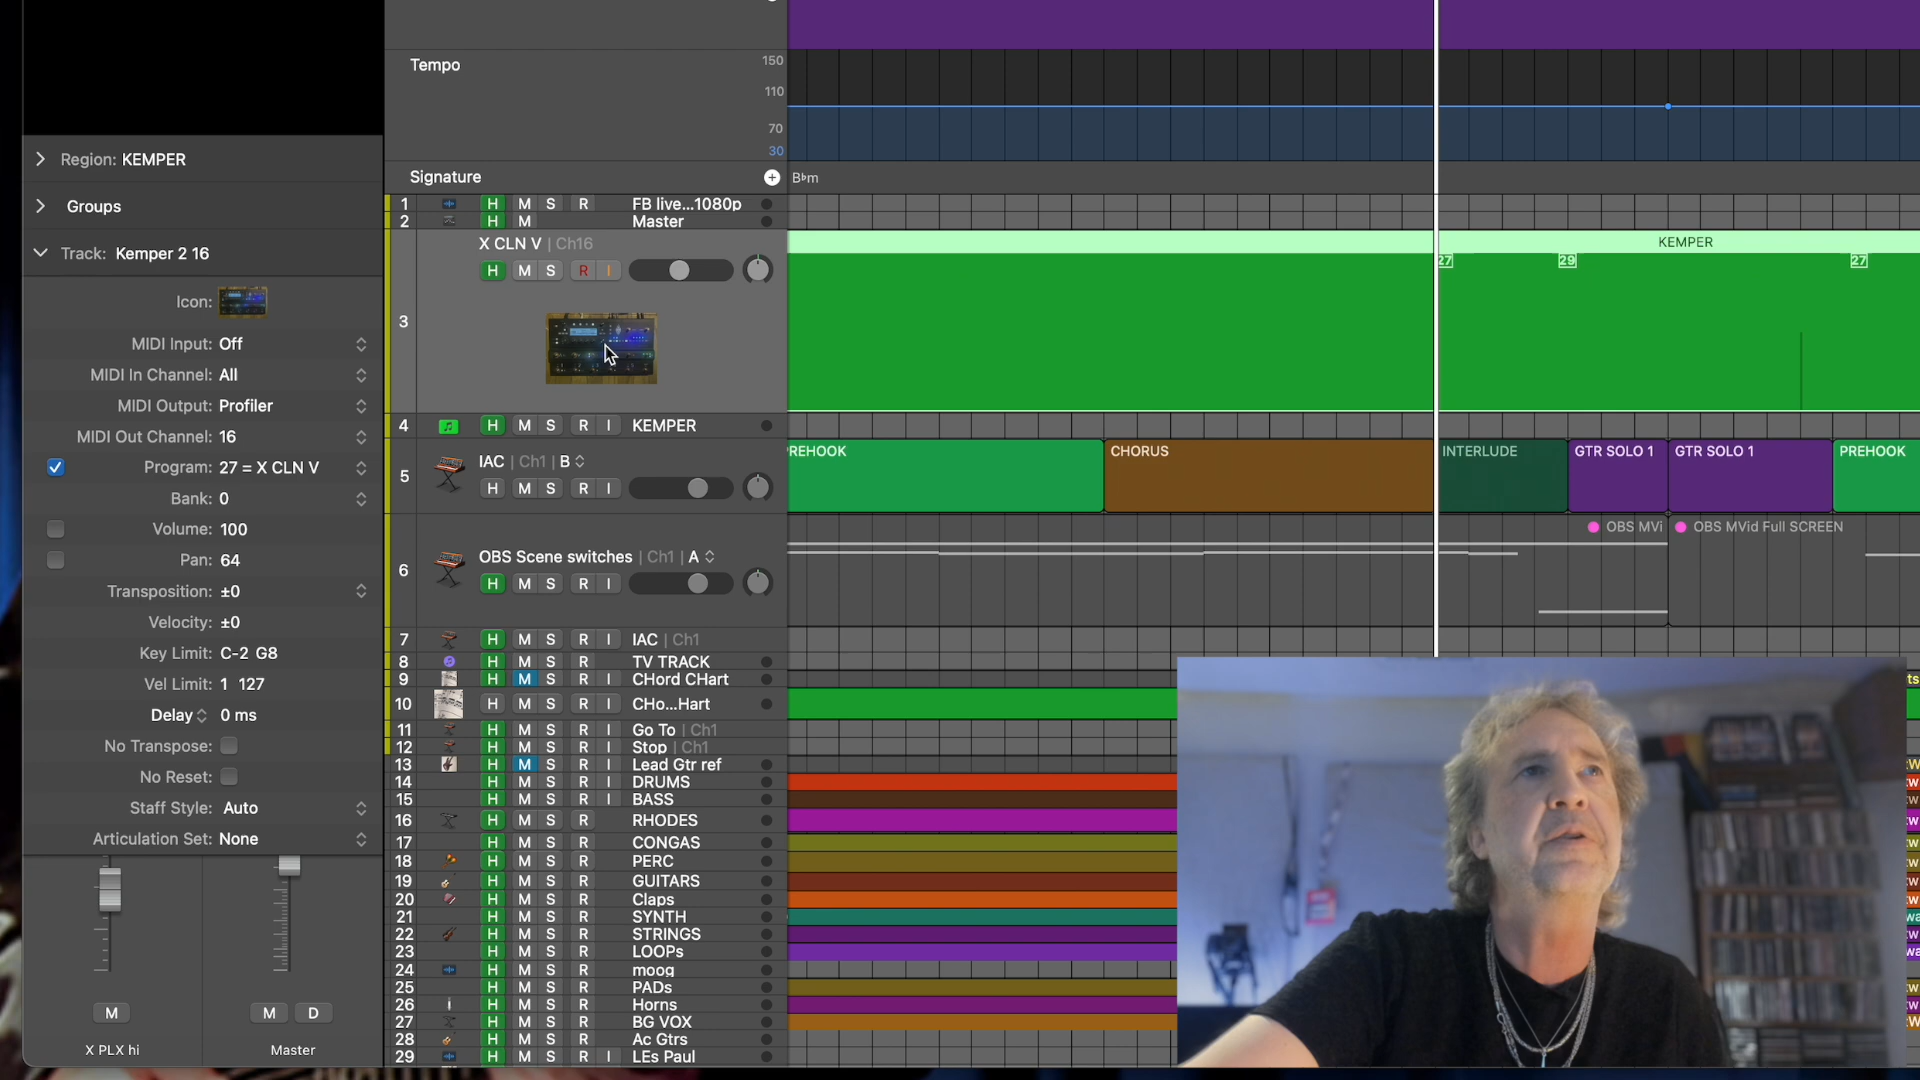 Tempo
150
110
70
30
Signature
B♭m
Region: KEMPER
Groups
Track: Kemper 2 16
Icon:
MIDI Input: Off
MIDI In Channel: All
MIDI Output: Profiler
MIDI Out Channel: 16
Program: 27 = X CLN V
Bank: 0
Volume: 100
Pan: 64
Transposition: ±0
Velocity: ±0
Key Limit: C-2 G8
Vel Limit: 1 127
Delay 0 ms
No Transpose:
No Reset:
Staff Style: Auto
Articulation Set: None
M
M D
X PLX hi
Master
1 H M S R FB live...1080p
2 H M Master
X CLN V | Ch16
3 H M S R I
KEMPER
27
29
27
4 H M S R I KEMPER
IAC | Ch1 | B
5 H M S R I
PREHOOK
CHORUS
INTERLUDE
GTR SOLO 1
GTR SOLO 1
PREHOOK
OBS Scene switches | Ch1 | A
6 H M S R I
OBS MVi
OBS MVid Full SCREEN
7 H M S R I IAC | Ch1
8 H M S R TV TRACK
9 H M S R I CHord CHart
10 H M S R I CHo...Hart
11 H M S R I Go To | Ch1
12 H M S R I Stop | Ch1
13 H M S R I Lead Gtr ref
14 H M S R I DRUMS
15 H M S R I BASS
16 H M S R RHODES
17 H M S R CONGAS
18 H M S R PERC
19 H M S R GUITARS
20 H M S R Claps
21 H M S R SYNTH
22 H M S R STRINGS
23 H M S R LOOPs
24 H M S R moog
25 H M S R PADs
26 H M S R Horns
27 H M S R BG VOX
28 H M S R Ac Gtrs
29 H M S R I LEs Paul